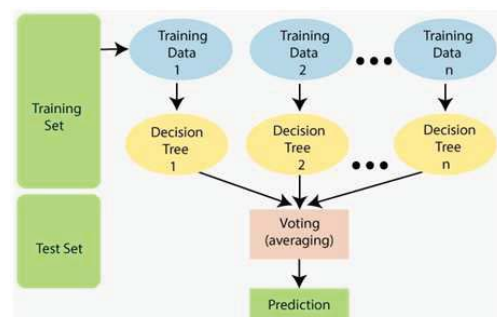 Training
Set
Test Set
Training
Data
1
Training
Data
2
Training
Data
n
Decision
Tree
1
Decision
Tree
2
Decision
Tree
n
Voting
(averaging)
Prediction